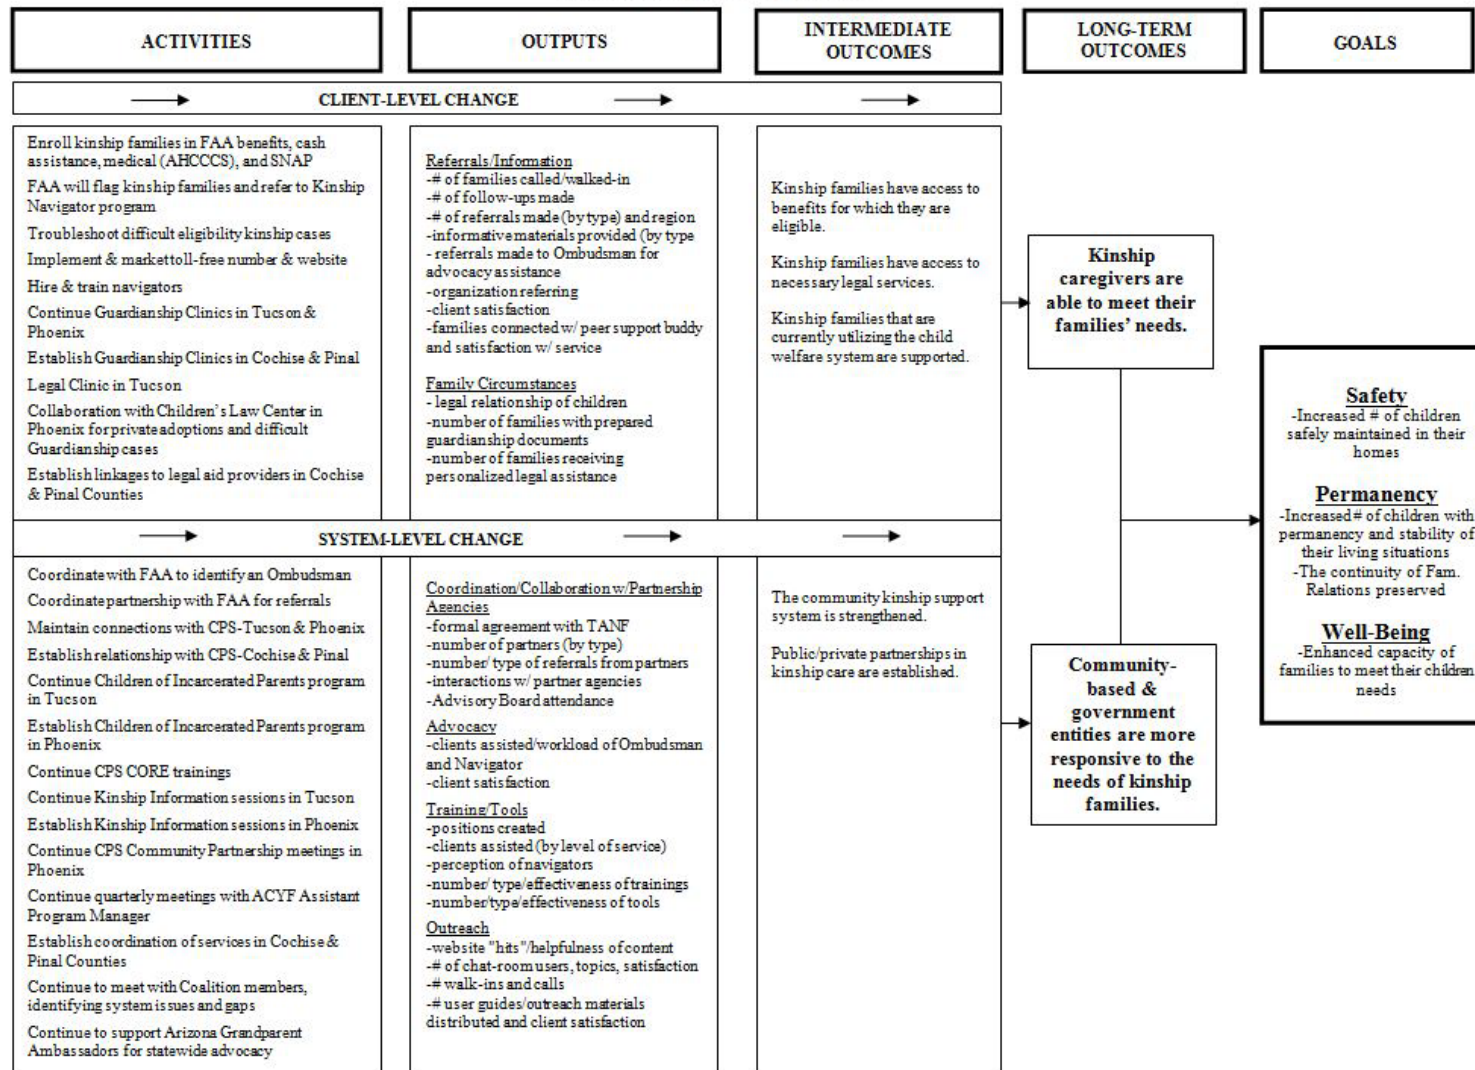 ACTIVITIES
OUTPUTS
INTERMEDIATE
OUTCOMES
LONG-TERM
OUTCOMES
GOALS
CLIENT-LEVEL CHANGE
Enroll kinship families in FAA benefits, cash
assistance, medical (AHCCCS), and SNAP
FAA will flag kinship families and refer to Kinship
Navigator program
Troubleshoot difficult eligibility kinship cases
Implement & market toll-free number & website
Hire & train navigators
Continue Guardianship Clinics in Tucson &
Phoenix
Establish Guardianship Clinics in Cochise & Pinal
Legal Clinic in Tucson
Collaboration with Children's Law Center in
Phoenix for private adoptions and difficult
Guardianship cases
Establish linkages to legal aid providers in Cochise
& Pinal Counties
Referrals/Information
-# of families called/walked-in
-# of follow-ups made
-# of referrals made (by type) and region
-informative materials provided (by type
- referrals made to Ombudsman for
advocacy assistance
-organization referring
-client satisfaction
-families connected w/ peer support buddy
and satisfaction w/ service
Family Circumstances
- legal relationship of children
-number of families with prepared
guardianship documents
-number of families receiving
personalized legal assistance
Kinship families have access to
benefits for which they are
eligible.
Kinship families have access to
necessary legal services.
Kinship families that are
currently utilizing the child
welfare system are supported.
Kinship
caregivers are
able to meet their
families' needs.
SYSTEM-LEVEL CHANGE
Coordinate with FAA to identify an Ombudsman
Coordinate partnership with FAA for referrals
Maintain connections with CPS-Tucson & Phoenix
Establish relationship with CPS-Cochise & Pinal
Continue Children of Incarcerated Parents program
in Tucson
Establish Children of Incarcerated Parents program
in Phoenix
Continue CPS CORE trainings
Continue Kinship Information sessions in Tucson
Establish Kinship Information sessions in Phoenix
Continue CPS Community Partnership meetings in
Phoenix
Continue quarterly meetings with ACYF Assistant
Program Manager
Establish coordination of services in Cochise &
Pinal Counties
Continue to meet with Coalition members,
identifying system issues and gaps
Continue to support Arizona Grandparent
Ambassadors for statewide advocacy
Coordination/Collaboration w/Partnership
Agencies
-formal agreement with TANF
-number of partners (by type)
-number/ type of referrals from partners
-interactions w/ partner agencies
-Advisory Board attendance
Advocacy
-clients assisted/workload of Ombudsman
and Navigator
-client satisfaction
Training/Tools
-positions created
-clients assisted (by level of service)
-perception of navigators
-number/ type/effectiveness of trainings
-number/type/effectiveness of tools
Outreach
-website "hits"/helpfulness of content
-# of chat-room users, topics, satisfaction
-# walk-ins and calls
-# user guides/outreach materials
distributed and client satisfaction
The community kinship support
system is strengthened.
Public/private partnerships in
kinship care are established.
Community-
based &
government
entities are more
responsive to the
needs of kinship
families.
Safety
-Increased # of children
safely maintained in their
homes
Permanency
-Increased # of children with
permanency and stability of
their living situations
-The continuity of Fam.
Relations preserved
Well-Being
-Enhanced capacity of
families to meet their children
needs